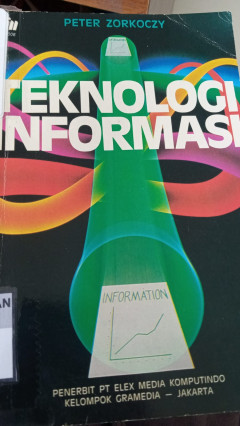 PETER ZORKOCZY
TEKNOLOGI
INFORMASI
INFORMATION
PENERBIT PT ELEX MEDIA KOMPUTINDO
KELOMPOK GRAMEDIA — JAKARTA